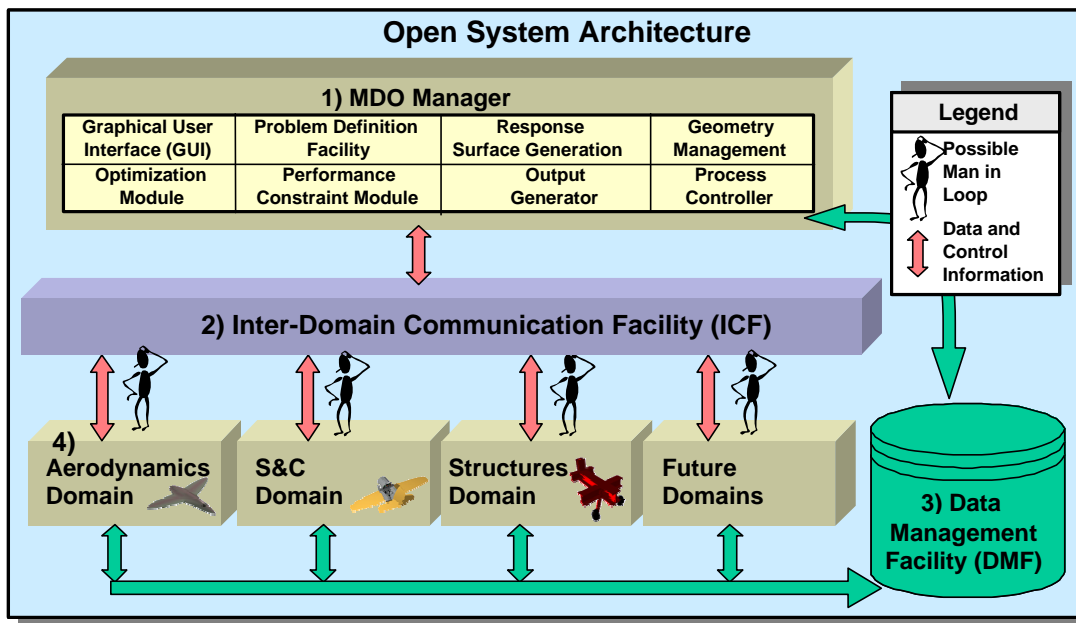 Open System Architecture
1) MDO Manager
Graphical User
Interface (GUI)
Problem Definition
Facility
Response
Surface Generation
Geometry
Management
Optimization
Module
Performance
Constraint Module
Output
Generator
Process
Controller
Legend
Possible
Man in
Loop
Data and
Control
Information
2) Inter-Domain Communication Facility (ICF)
4)
Aerodynamics
Domain
S&C
Domain
Structures
Domain
Future
Domains
3) Data
Management
Facility (DMF)